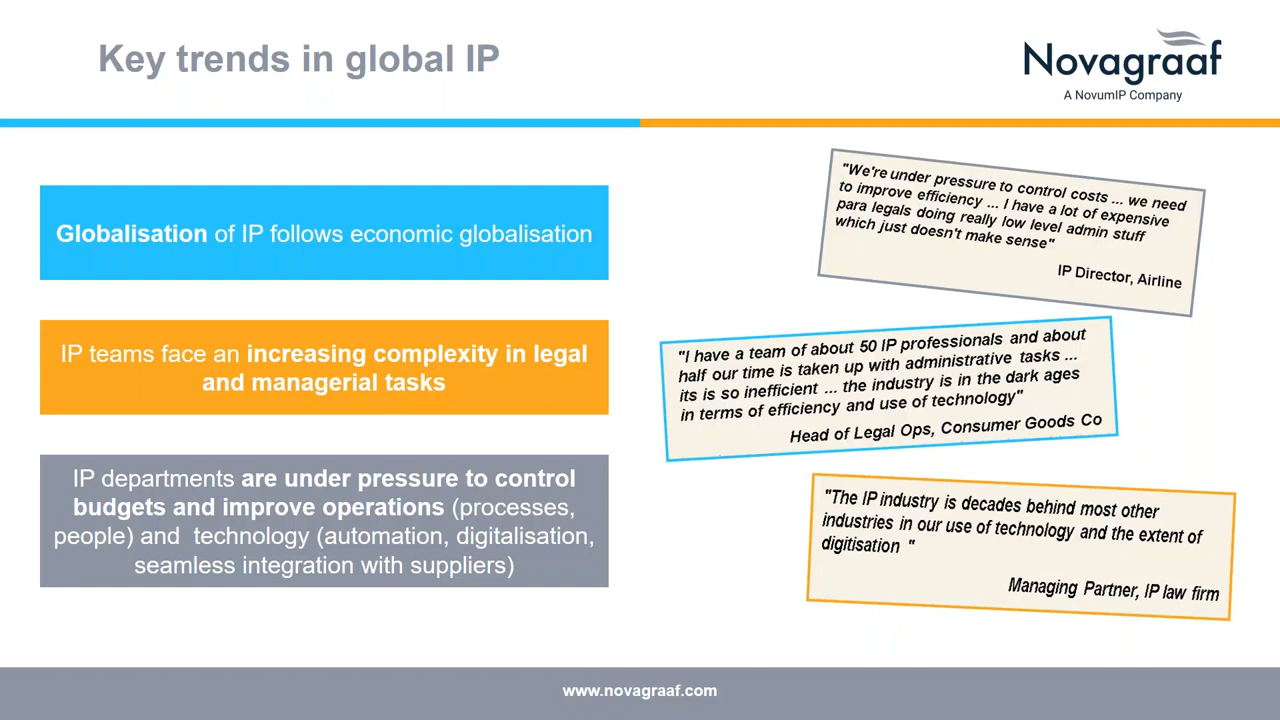 Key trends in global IP
Novagraaf
A NovumIP Company
Globalisation of IP follows economic globalisation
IP teams face an increasing complexity in legal
and managerial tasks
IP departments are under pressure to control
budgets and improve operations (processes,
people) and  technology (automation, digitalisation,
seamless integration with suppliers)
"We're under pressure to control costs ... we need
to improve efficiency ... I have a lot of expensive
para legals doing really low level admin stuff
which just doesn't make sense"
IP Director, Airline
"I have a team of about 50 IP professionals and about
half our time is taken up with administrative tasks ...
its is so inefficient ... the industry is in the dark ages
in terms of efficiency and use of technology"
Head of Legal Ops, Consumer Goods Co
"The IP industry is decades behind most other
industries in our use of technology and the extent of
digitisation "
Managing Partner, IP law firm
www.novagraaf.com